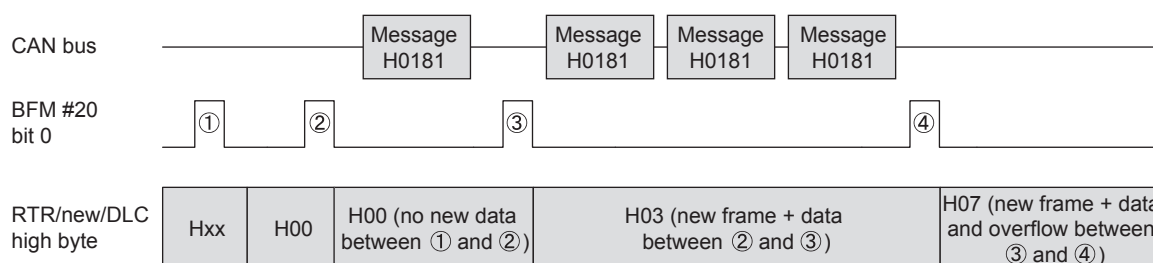 CAN bus
Message
H0181
Message
H0181
Message
H0181
Message
H0181
BFM #20
bit 0
①
②
③
④
RTR/new/DLC
high byte
Hxx
H00
H00 (no new data
between ① and ②)
H03 (new frame + data
between ② and ③)
H07 (new frame + data
and overflow between
③ and ④)